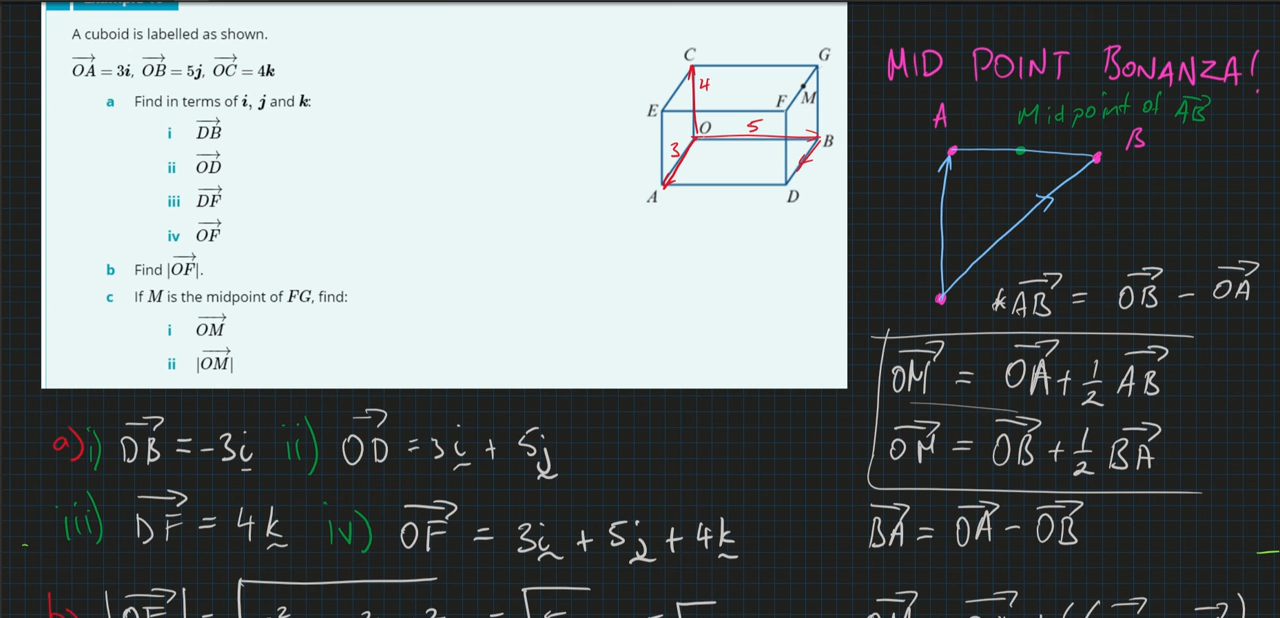 A cuboid is labelled as shown.
OA→ = 3i, OB→ = 5j, OC→ = 4k
a Find in terms of i, j and k:
i DB→
ii OD→
iii DF→
iv OF→
b Find |OF→|.
c If M is the midpoint of FG, find:
i OM→
ii |OM→|
C G
4
E F M
O 5 B
3
A D
MID POINT BONANZA!
A Midpoint of AB→
B
*AB→ = OB→ - OA→
OM→ = OA→ + 1/2 AB→
OM→ = OB→ + 1/2 BA→
BA→ = OA→ - OB→
a) i) DB→ = -3i ii) OD→ = 3i + 5j
iii) DF→ = 4k iv) OF→ = 3i + 5j + 4k